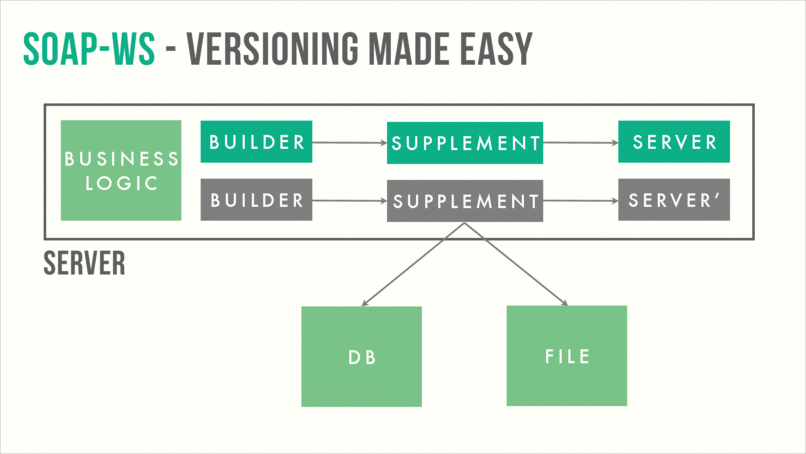 SOAP-WS - VERSIONING MADE EASY
BUSINESS
LOGIC
BUILDER
SUPPLEMENT
SERVER
BUILDER
SUPPLEMENT
SERVER’
SERVER
DB
FILE